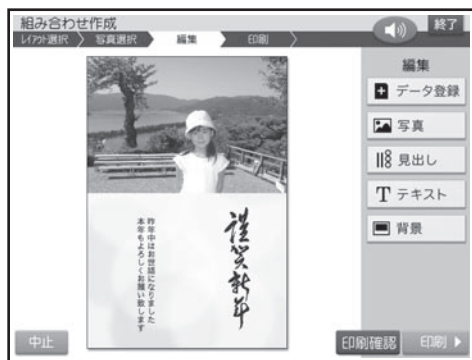 組み合わせ作成
終了
ﾚｲｱｳﾄ選択
写真選択
編集
印刷
編集
データ登録
写真
見出し
T テキスト
背景
謹賀新年
昨年中はお世話になりました
本年もよろしくお願い致します
中止
印刷確認
印刷